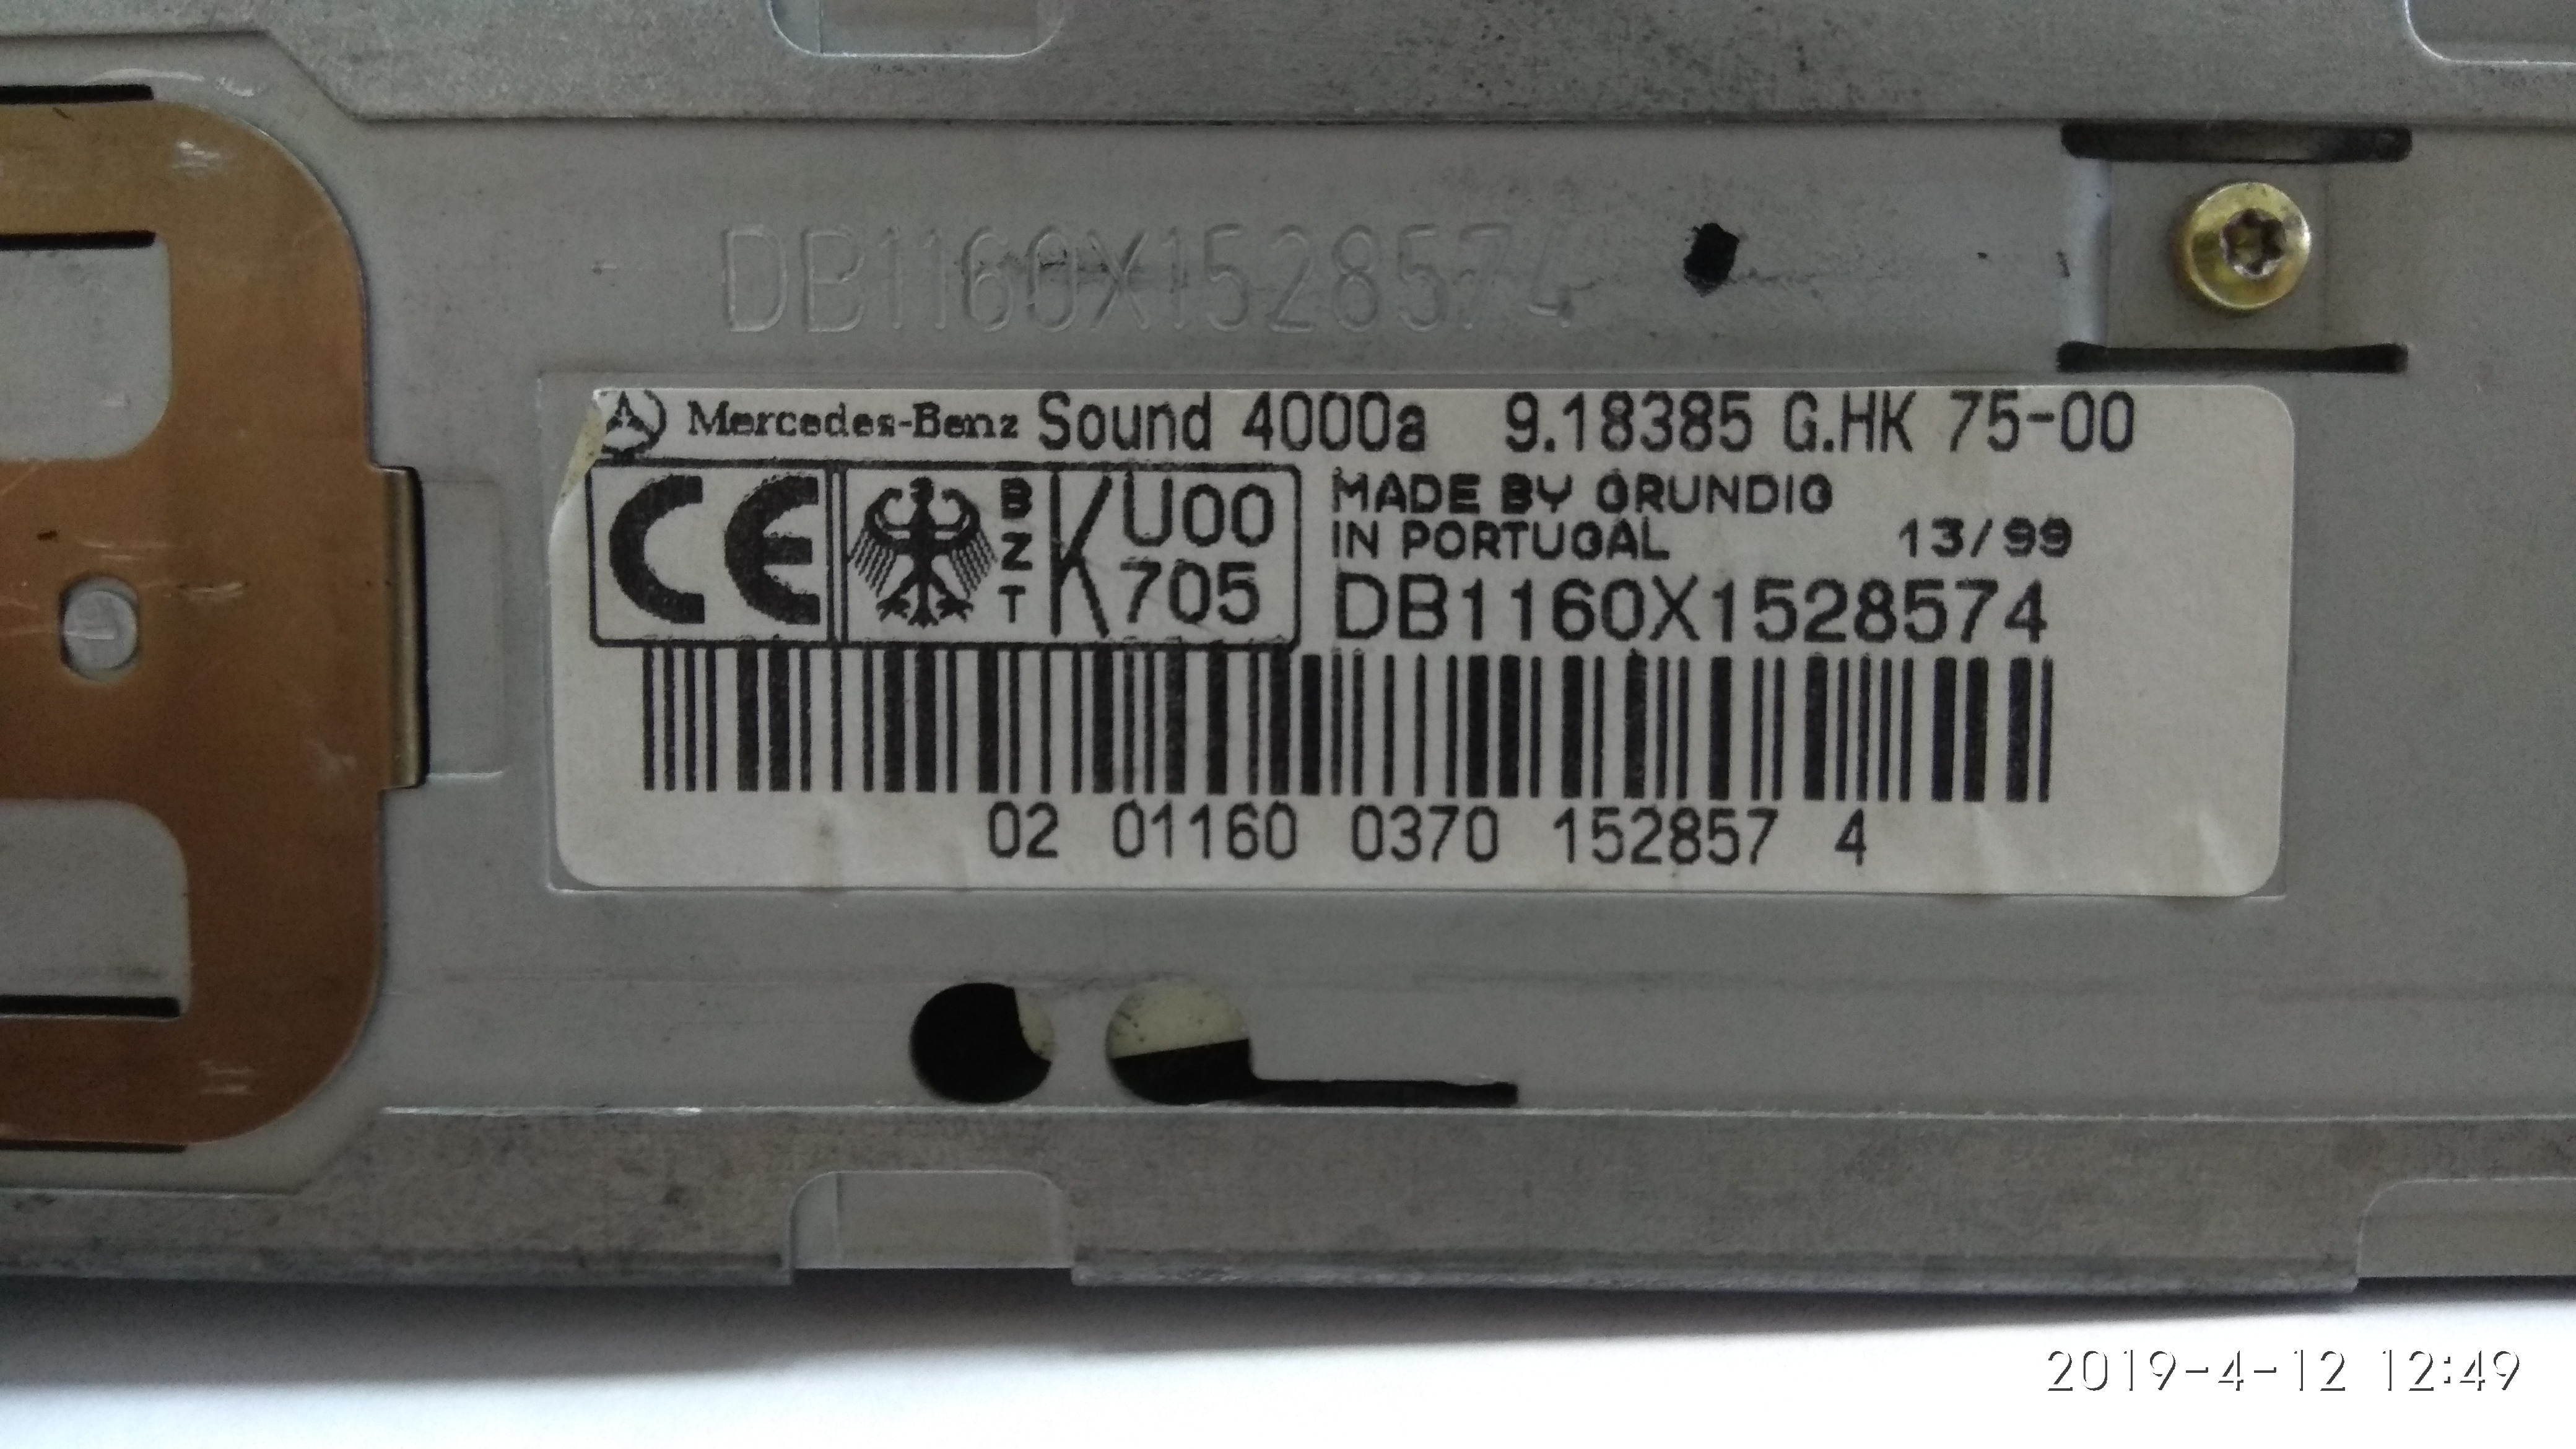 DB1160X1528574
Mercedes-Benz Sound 4000a 9.18385 G.HK 75-00
CE
BZT
K U00
705
MADE BY GRUNDIG
IN PORTUGAL 13/99
DB1160X1528574
02 01160 0370 152857 4
2019-4-12 12:49